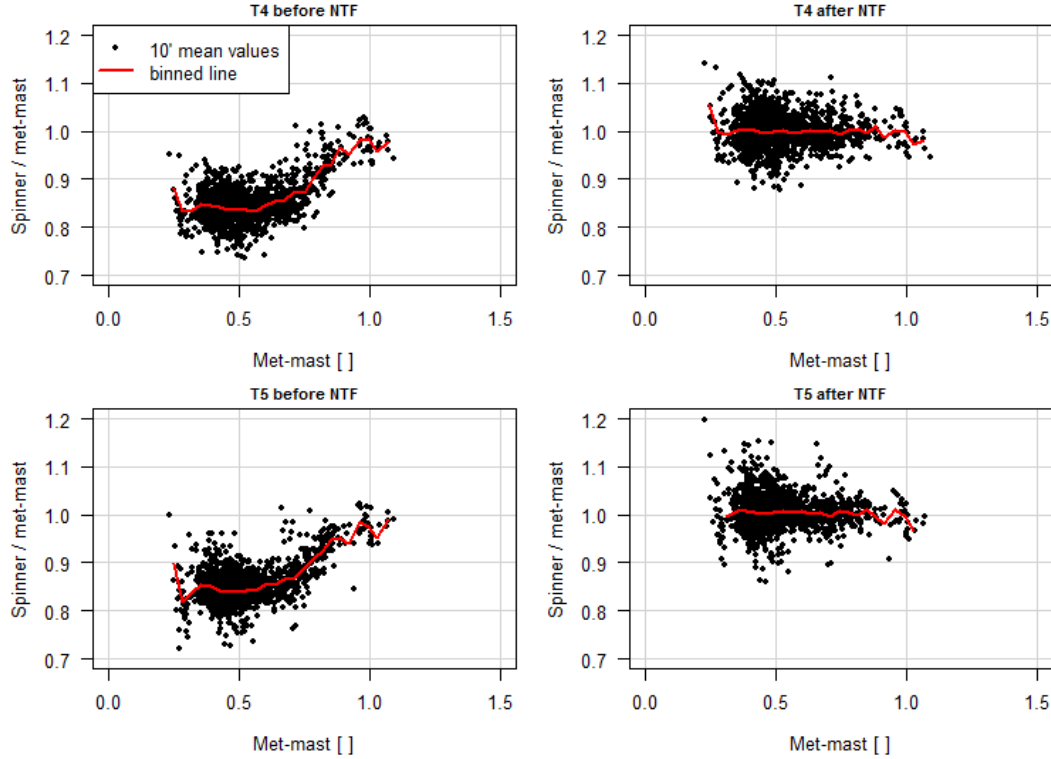 T4 before NTF
1.2
1.1
1.0
0.9
0.8
0.7
Spinner / met-mast
10' mean values
binned line
0.0 0.5 1.0 1.5
Met-mast [ ]
T4 after NTF
1.2
1.1
1.0
0.9
0.8
0.7
Spinner / met-mast
0.0 0.5 1.0 1.5
Met-mast [ ]
T5 before NTF
1.2
1.1
1.0
0.9
0.8
0.7
Spinner / met-mast
0.0 0.5 1.0 1.5
Met-mast [ ]
T5 after NTF
1.2
1.1
1.0
0.9
0.8
0.7
Spinner / met-mast
0.0 0.5 1.0 1.5
Met-mast [ ]